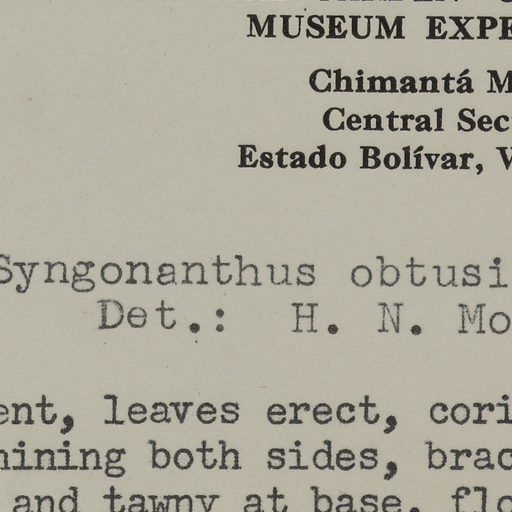 MUSEUM EXPE
Chimantá M
Central Sec
Estado Bolívar, V
Syngonanthus obtusi
Det.: H. N. Mo
ent, leaves erect, cori
ining both sides, brac
and tawny at base, flo